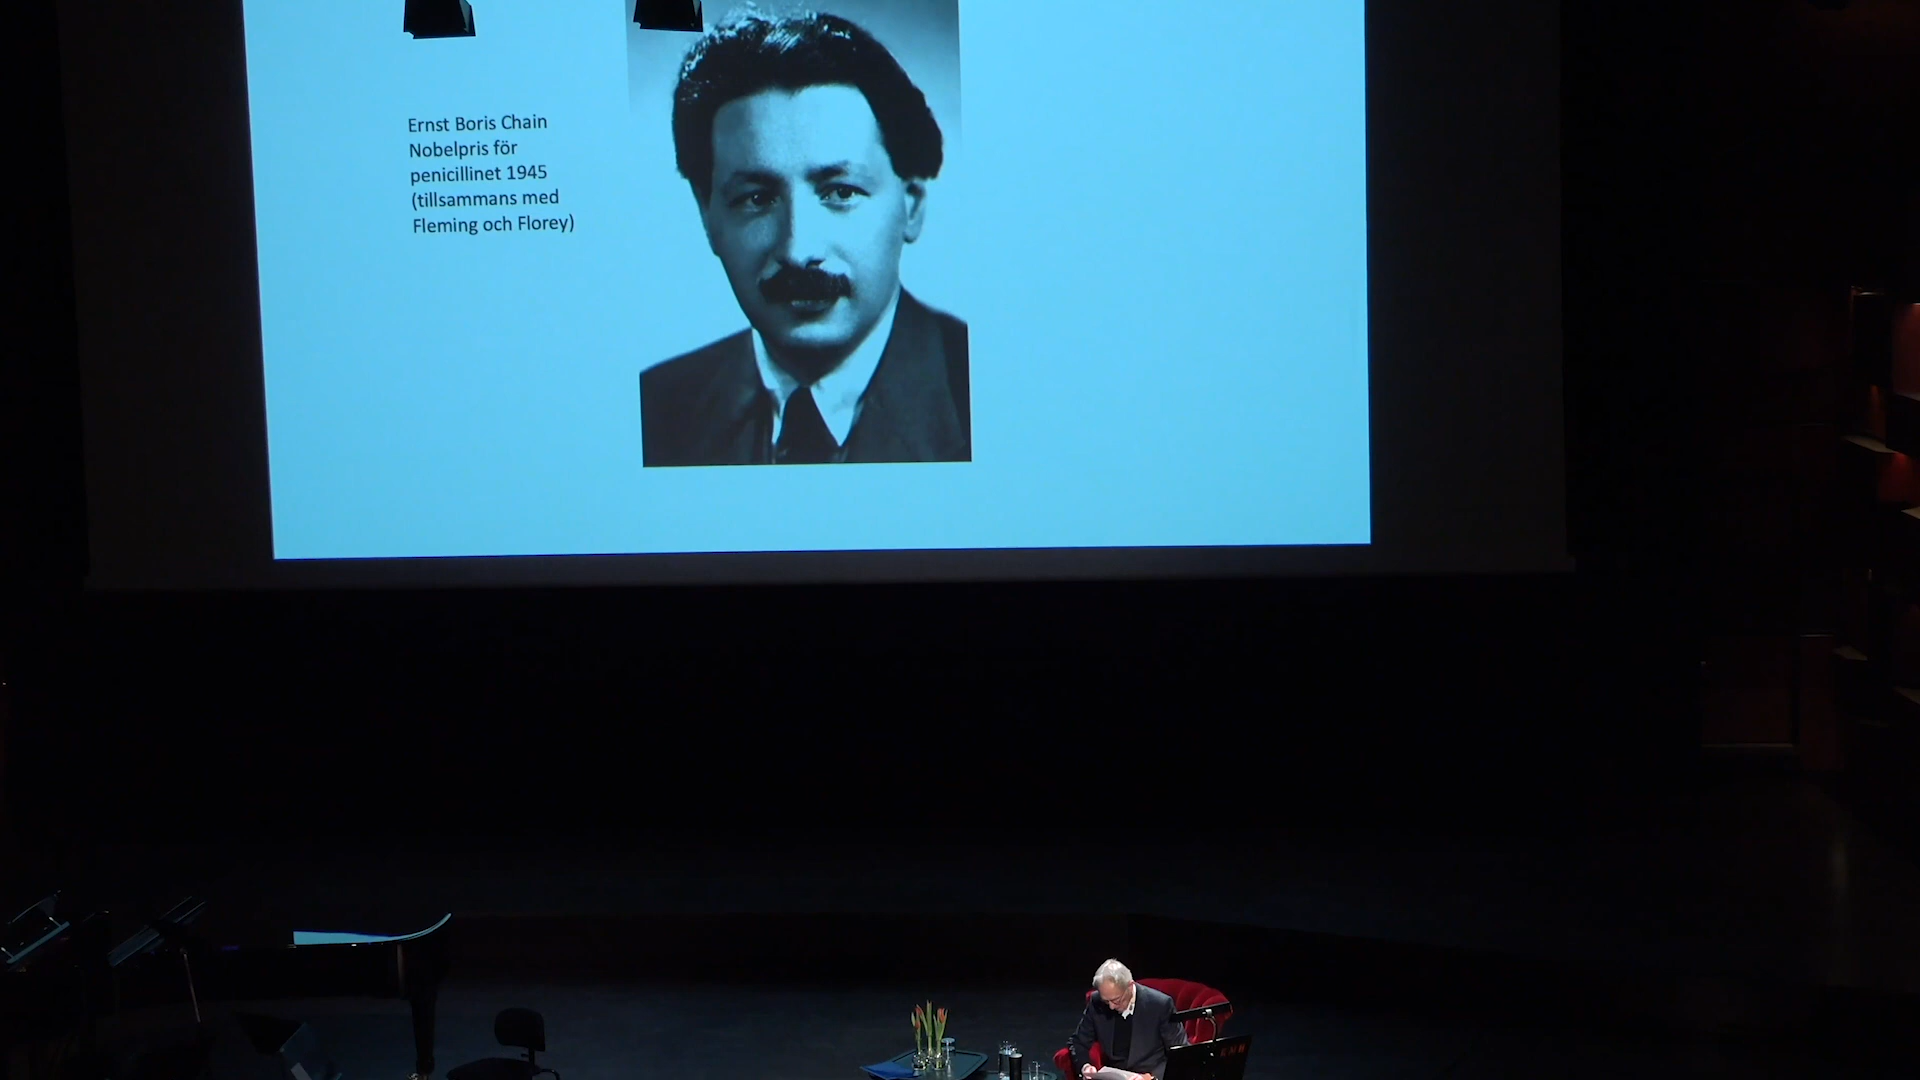 Ernst Boris Chain
Nobelpris för
penicillinet 1945
(tillsammans med
Fleming och Florey)